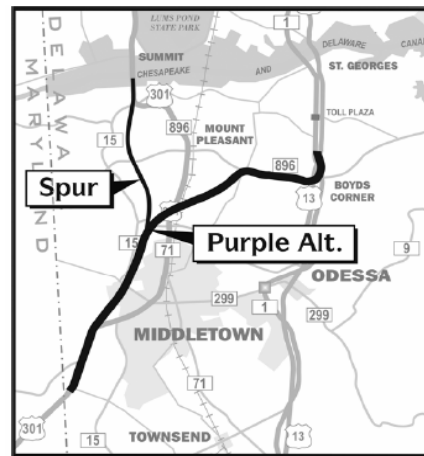 LUMS POND
STATE PARK
1
DELAWARE
MARYLAND
SUMMIT
DELAWARE CANAL
CHESAPEAKE
AND
ST. GEORGES
301
TOLL PLAZA
896
MOUNT
PLEASANT
15
896
Spur
13
BOYDS
CORNER
15
Purple Alt.
71
9
ODESSA
299
1
299
MIDDLETOWN
71
301
15
TOWNSEND
13